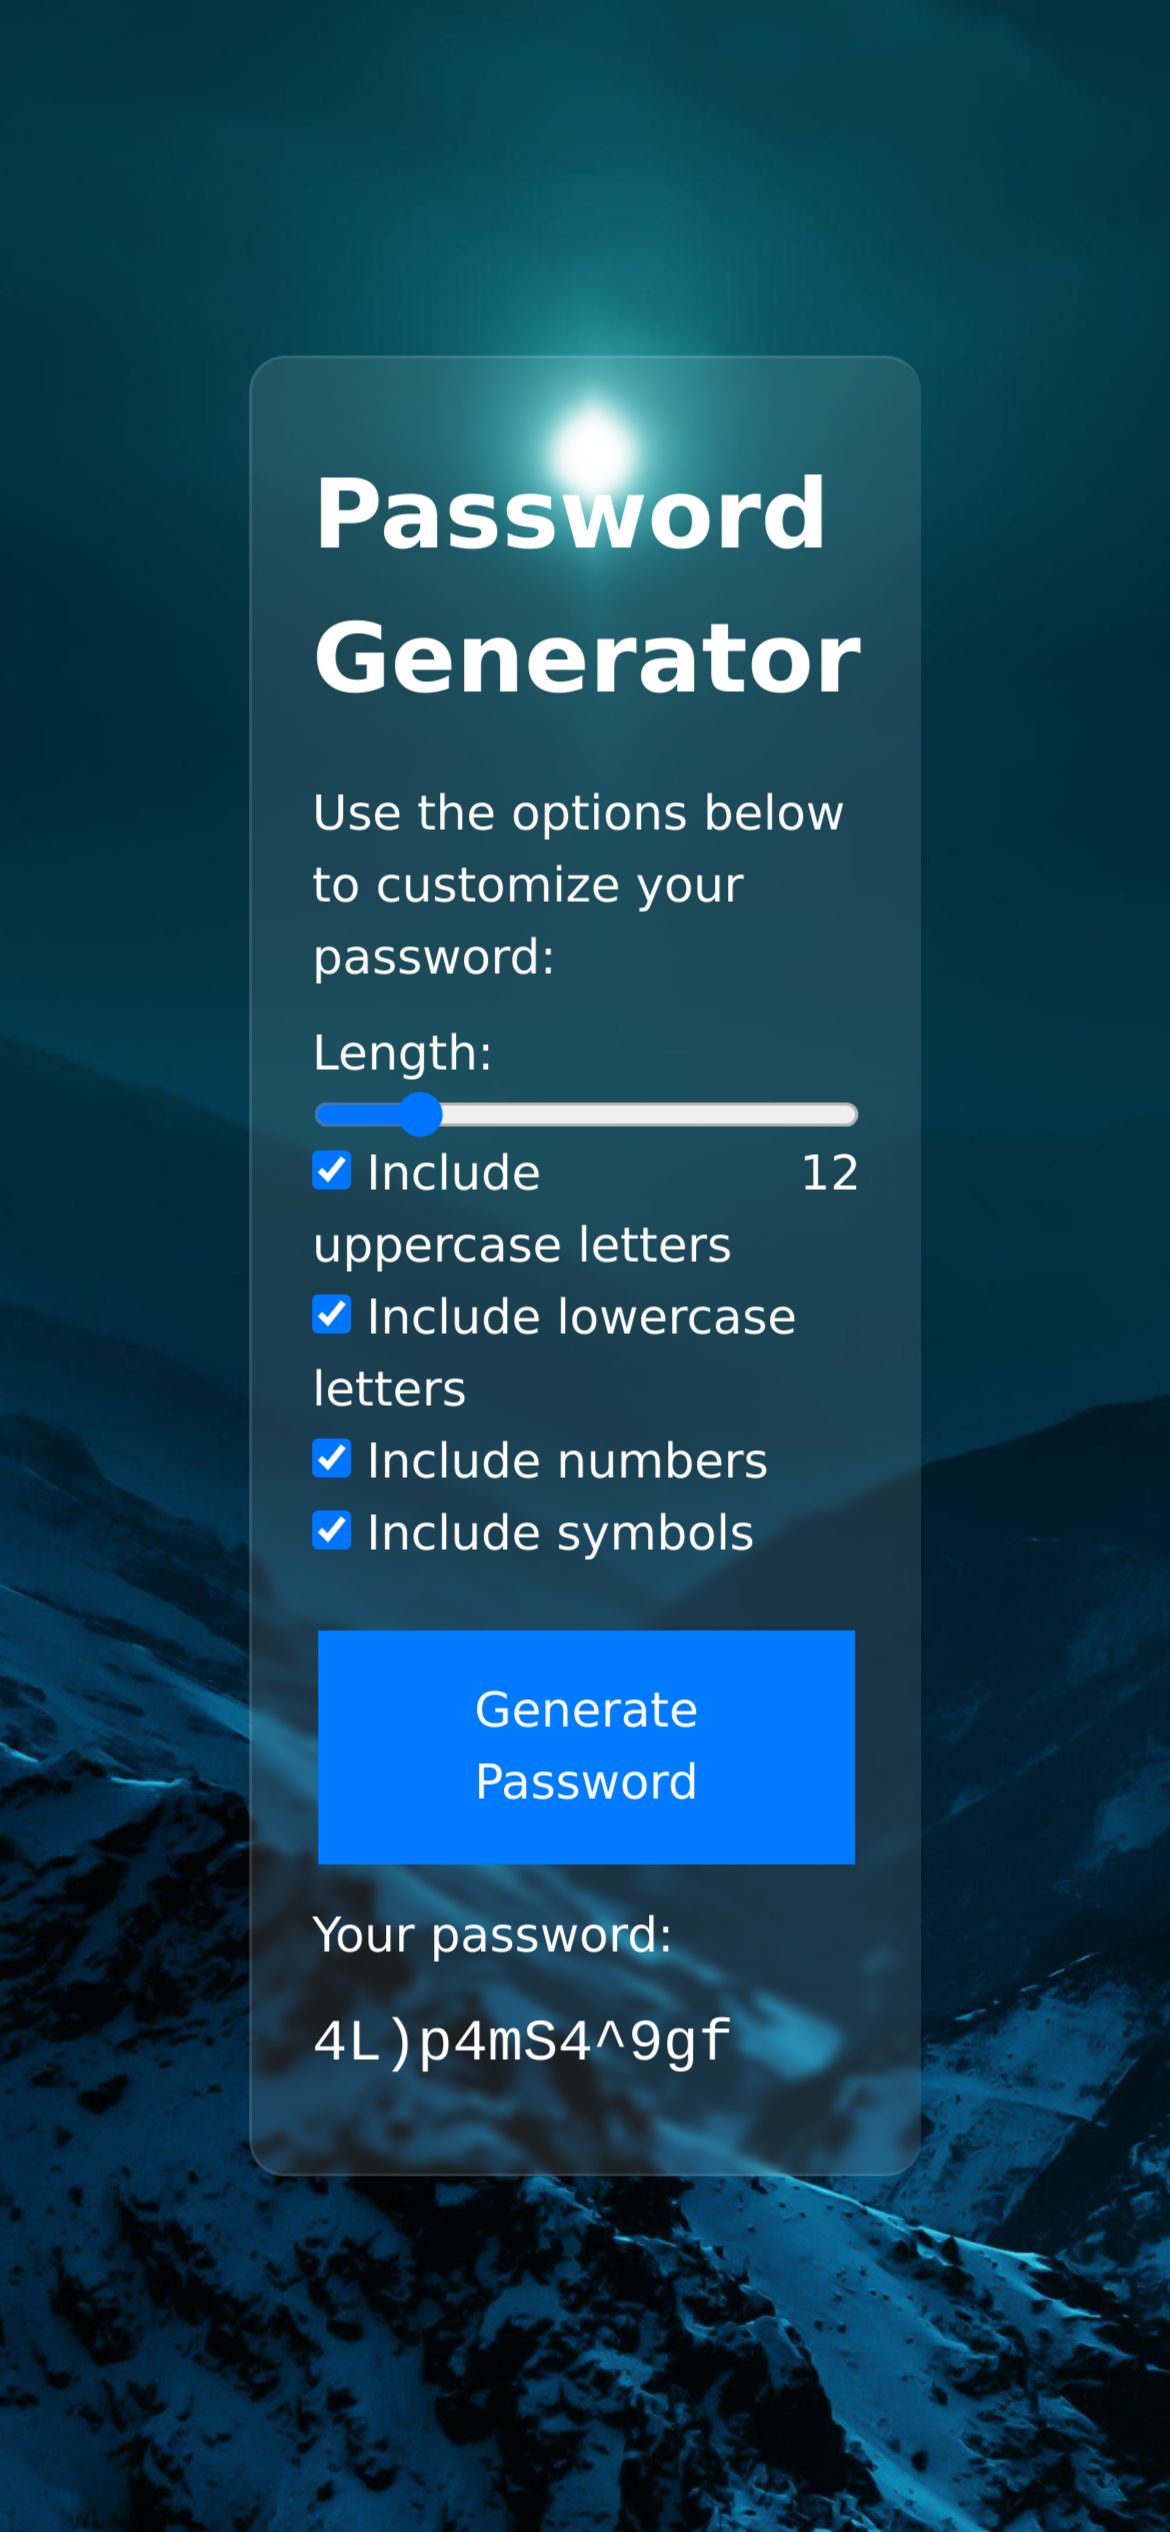 Password
Generator
Use the options below
to customize your
password:
Length:
Include 12
uppercase letters
Include lowercase
letters
Include numbers
Include symbols
Generate
Password
Your password:
4L)p4mS4^9gf